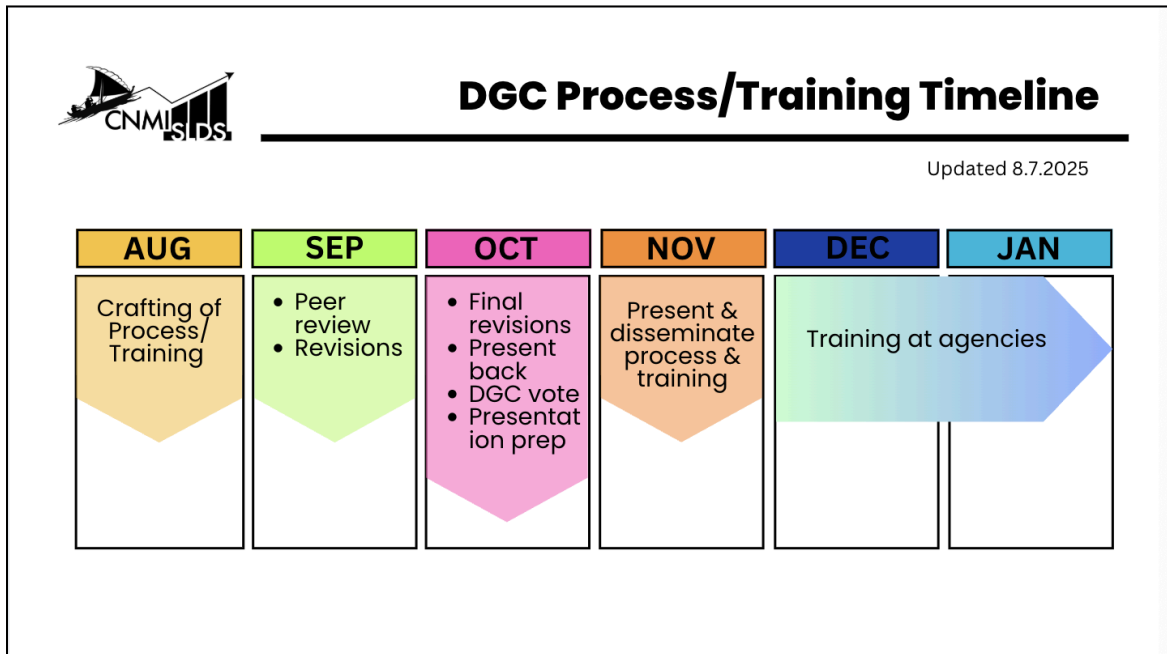 CNMI
SLDS
DGC Process/Training Timeline
Updated 8.7.2025
AUG
Crafting of
Process/
Training
SEP
• Peer
review
• Revisions
OCT
• Final
revisions
• Present
back
• DGC vote
• Presentat
ion prep
NOV
Present &
disseminate
process &
training
DEC
JAN
Training at agencies